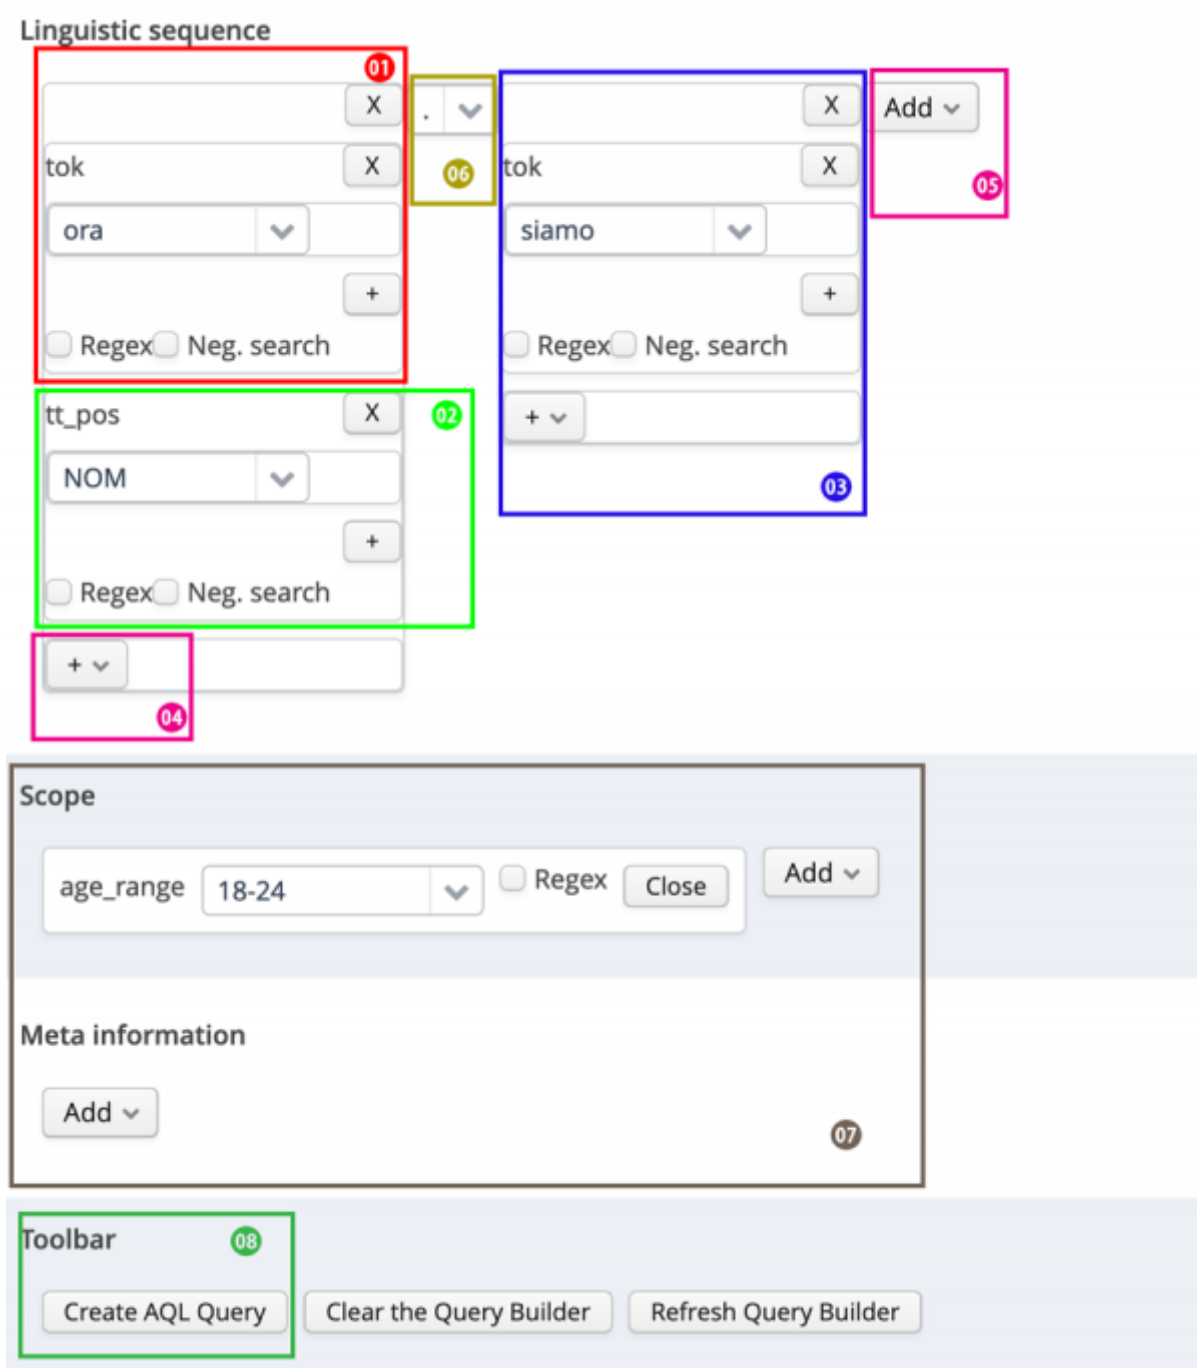 Linguistic sequence
01
X
. 
06
X
Add
05
tok X
tok X
ora
siamo
+
+
Regex Neg. search
Regex Neg. search
tt_pos X 02
+
NOM
03
+
Regex Neg. search
+
04
Scope
age_range 18-24 Regex Close Add
Meta information
Add
07
Toolbar 08
Create AQL Query Clear the Query Builder Refresh Query Builder